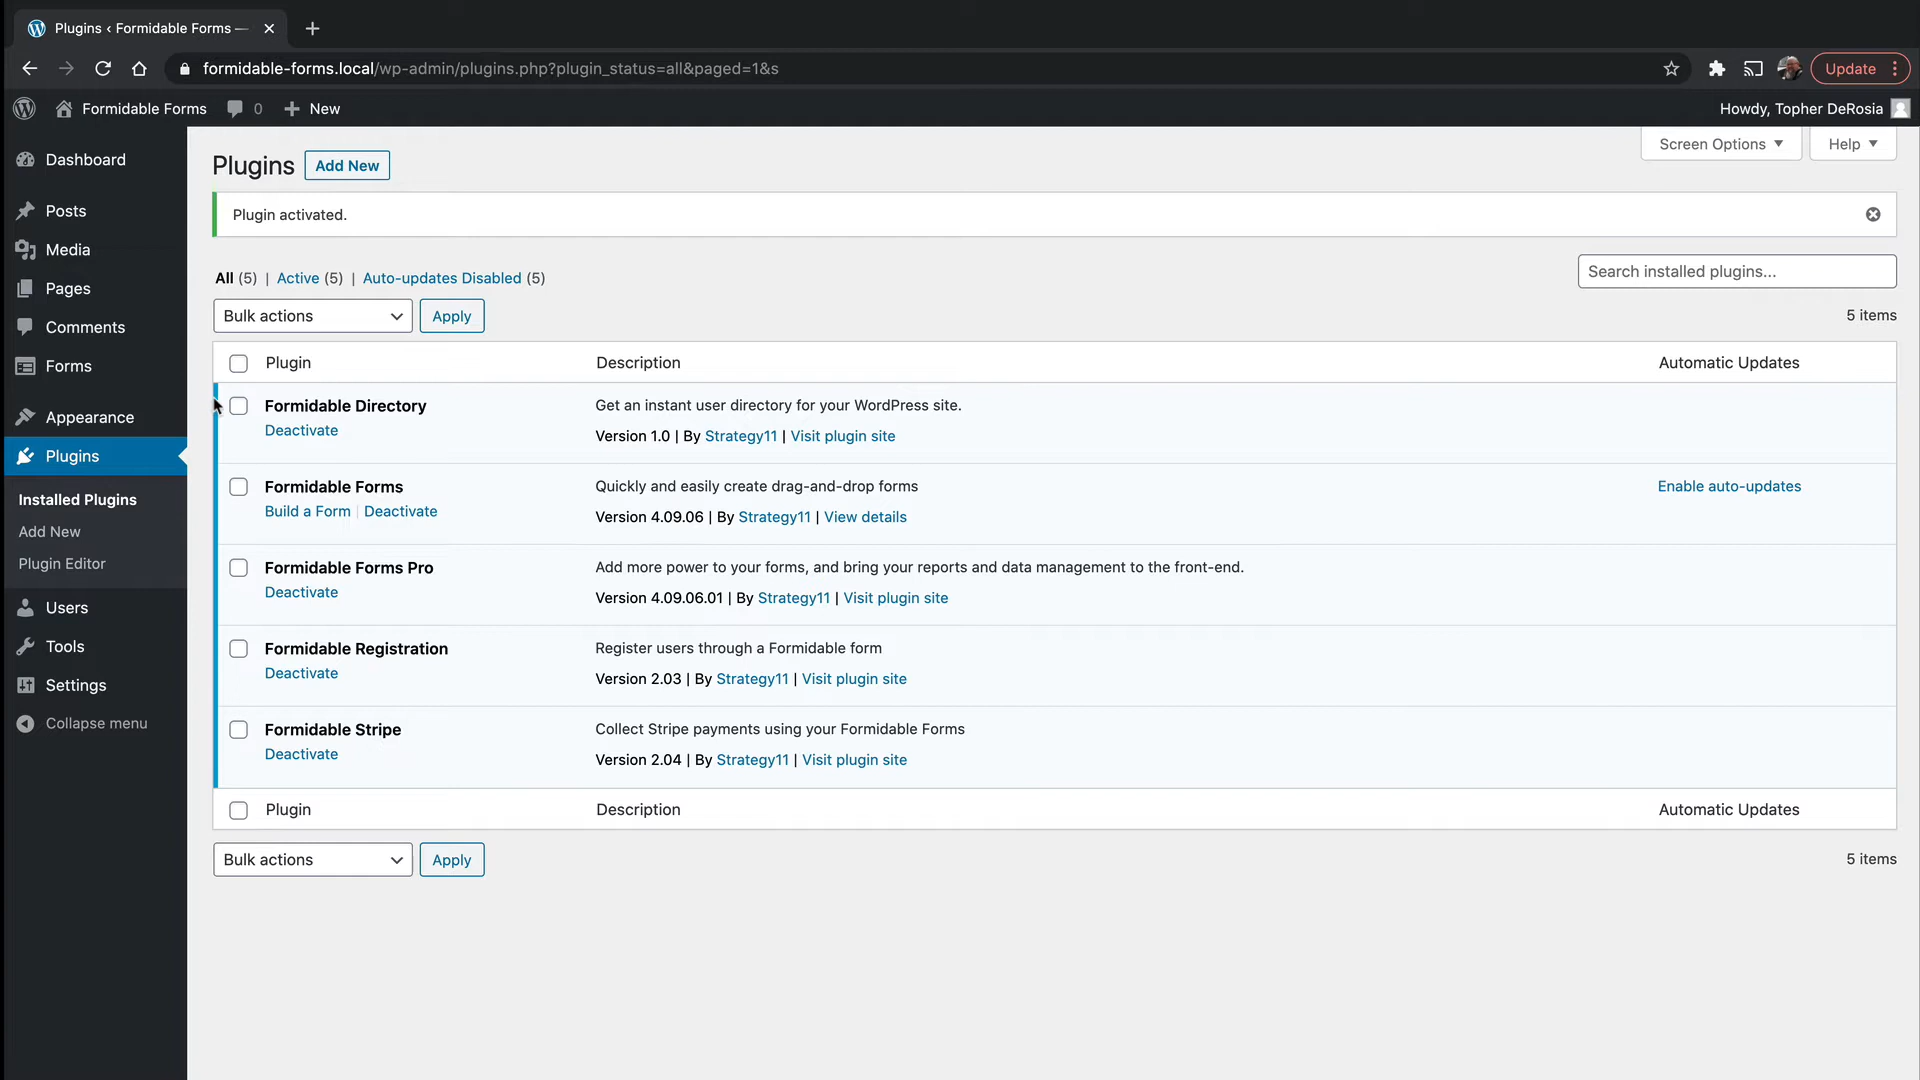 Plugins ‹ Formidable Forms —
formidable-forms.local/wp-admin/plugins.php?plugin_status=all&paged=1&s
Update
Formidable Forms 0 New
Howdy, Topher DeRosia
Dashboard
Posts
Media
Pages
Comments
Forms
Appearance
Plugins
Installed Plugins
Add New
Plugin Editor
Users
Tools
Settings
Collapse menu
Screen Options
Help
Plugins Add New
Plugin activated.
All (5) | Active (5) | Auto-updates Disabled (5)
Search installed plugins...
Bulk actions Apply
5 items
Plugin Description Automatic Updates
Formidable Directory Get an instant user directory for your WordPress site.
Deactivate Version 1.0 | By Strategy11 | Visit plugin site
Formidable Forms Quickly and easily create drag-and-drop forms Enable auto-updates
Build a Form | Deactivate Version 4.09.06 | By Strategy11 | View details
Formidable Forms Pro Add more power to your forms, and bring your reports and data management to the front-end.
Deactivate Version 4.09.06.01 | By Strategy11 | Visit plugin site
Formidable Registration Register users through a Formidable form
Deactivate Version 2.03 | By Strategy11 | Visit plugin site
Formidable Stripe Collect Stripe payments using your Formidable Forms
Deactivate Version 2.04 | By Strategy11 | Visit plugin site
Plugin Description Automatic Updates
Bulk actions Apply
5 items